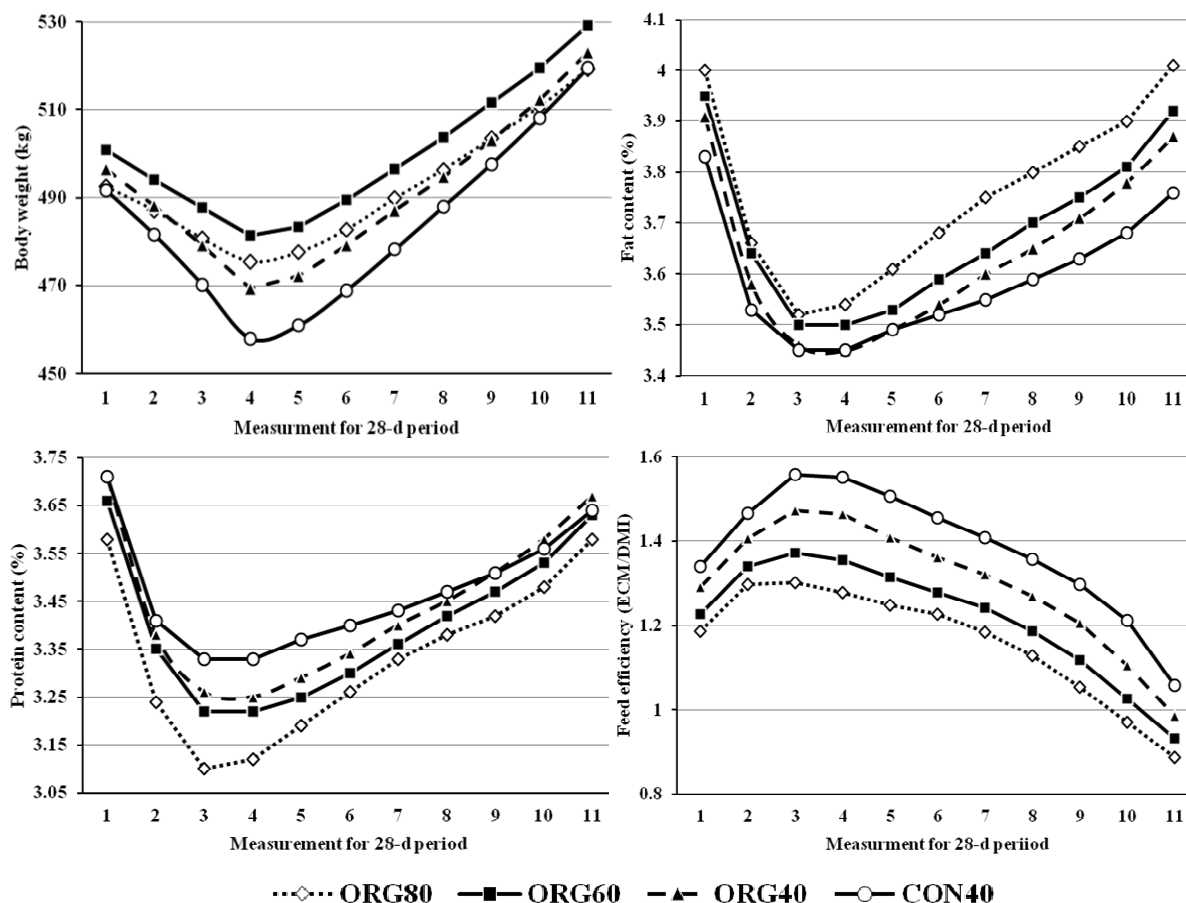 530
510
490
470
450
Body weight (kg)
1 2 3 4 5 6 7 8 9 10 11
Measurment for 28-d period
4.1
4
3.9
3.8
3.7
3.6
3.5
3.4
Fat content (%)
1 2 3 4 5 6 7 8 9 10 11
Measurement for 28-d period
3.75
3.65
3.55
3.45
3.35
3.25
3.15
3.05
Protein content (%)
1 2 3 4 5 6 7 8 9 10 11
Measurement for 28-d period
1.6
1.4
1.2
1
0.8
Feed efficiency (ECM/DMI)
1 2 3 4 5 6 7 8 9 10 11
Measurement for 28-d periiod
ORG80 ORG60 ORG40 CON40